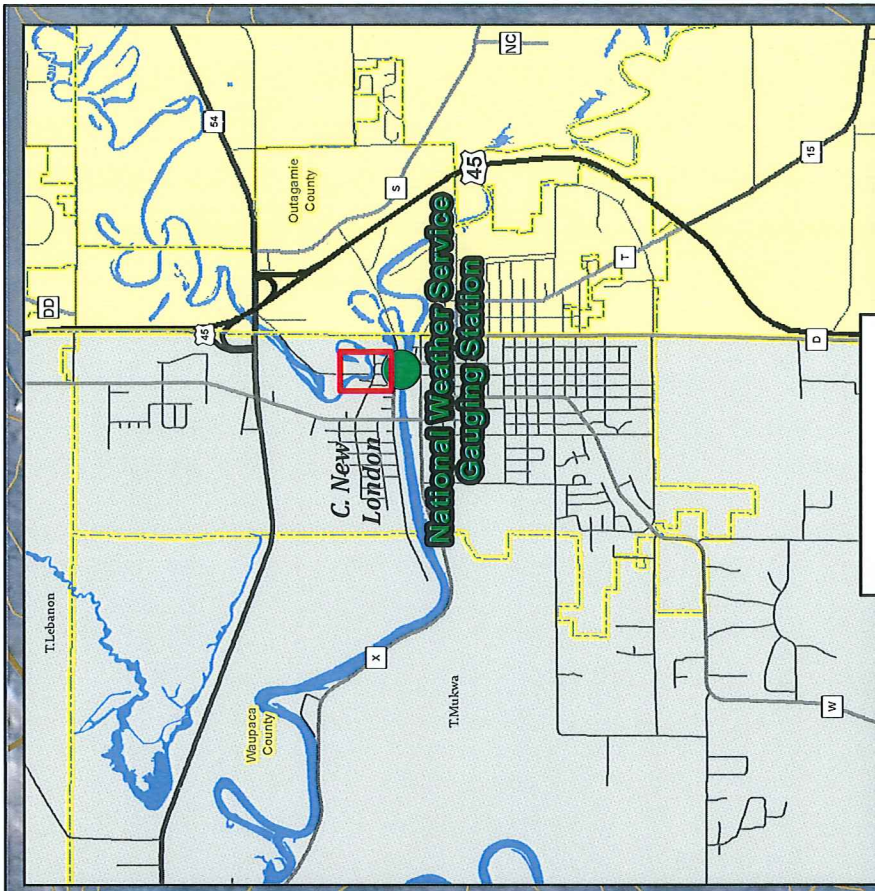 DD
54
NC
45
Outagamie
County
S
45
T.Lebanon
C. New
London
National Weather Service
Gauging Station
15
T
D
Waupaca
County
X
T.Mukwa
W